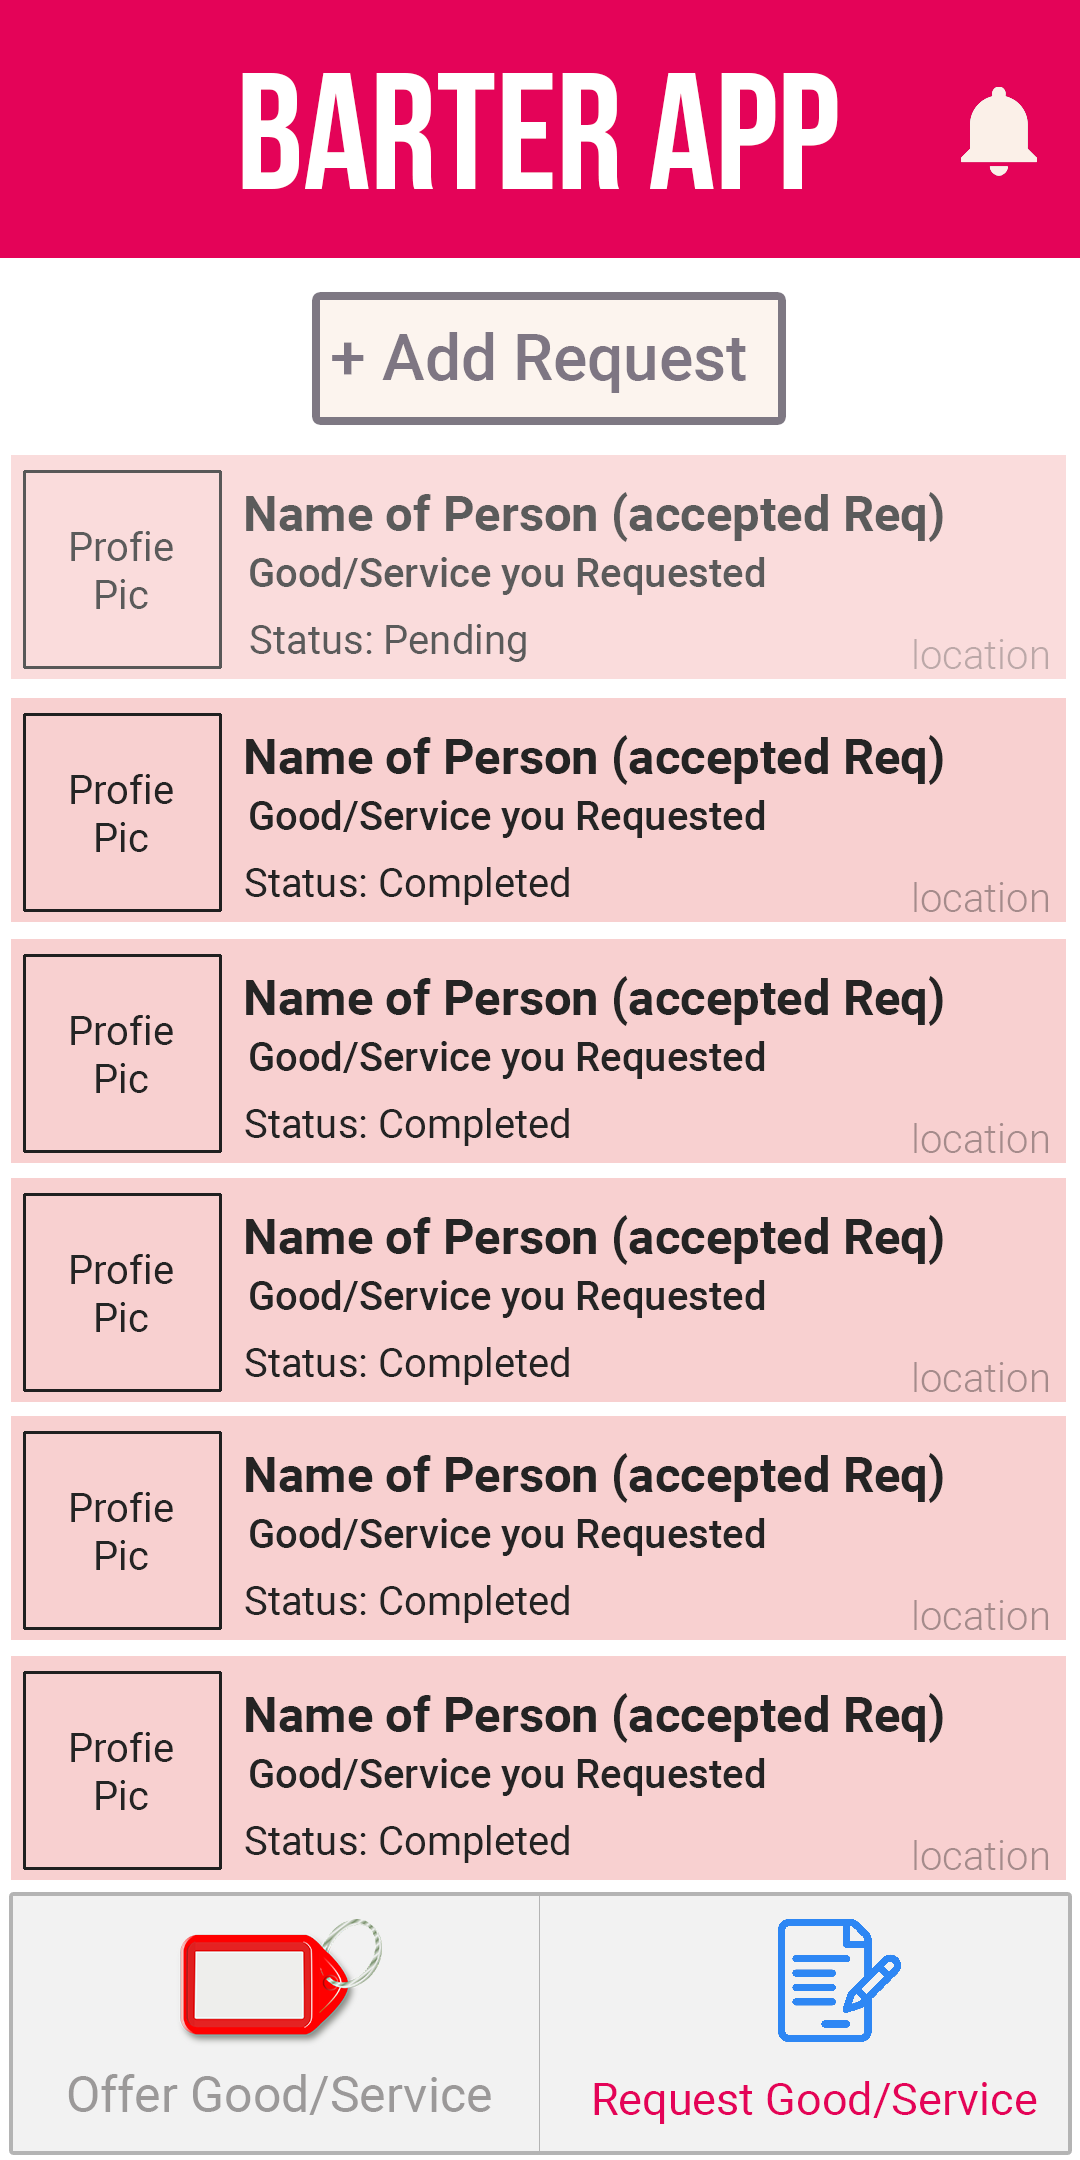 BARTER APP
+ Add Request
Profie
Pic
Name of Person (accepted Req)
Good/Service you Requested
Status: Pending
location
Profie
Pic
Name of Person (accepted Req)
Good/Service you Requested
Status: Completed
location
Profie
Pic
Name of Person (accepted Req)
Good/Service you Requested
Status: Completed
location
Profie
Pic
Name of Person (accepted Req)
Good/Service you Requested
Status: Completed
location
Profie
Pic
Name of Person (accepted Req)
Good/Service you Requested
Status: Completed
location
Profie
Pic
Name of Person (accepted Req)
Good/Service you Requested
Status: Completed
location
Offer Good/Service
Request Good/Service